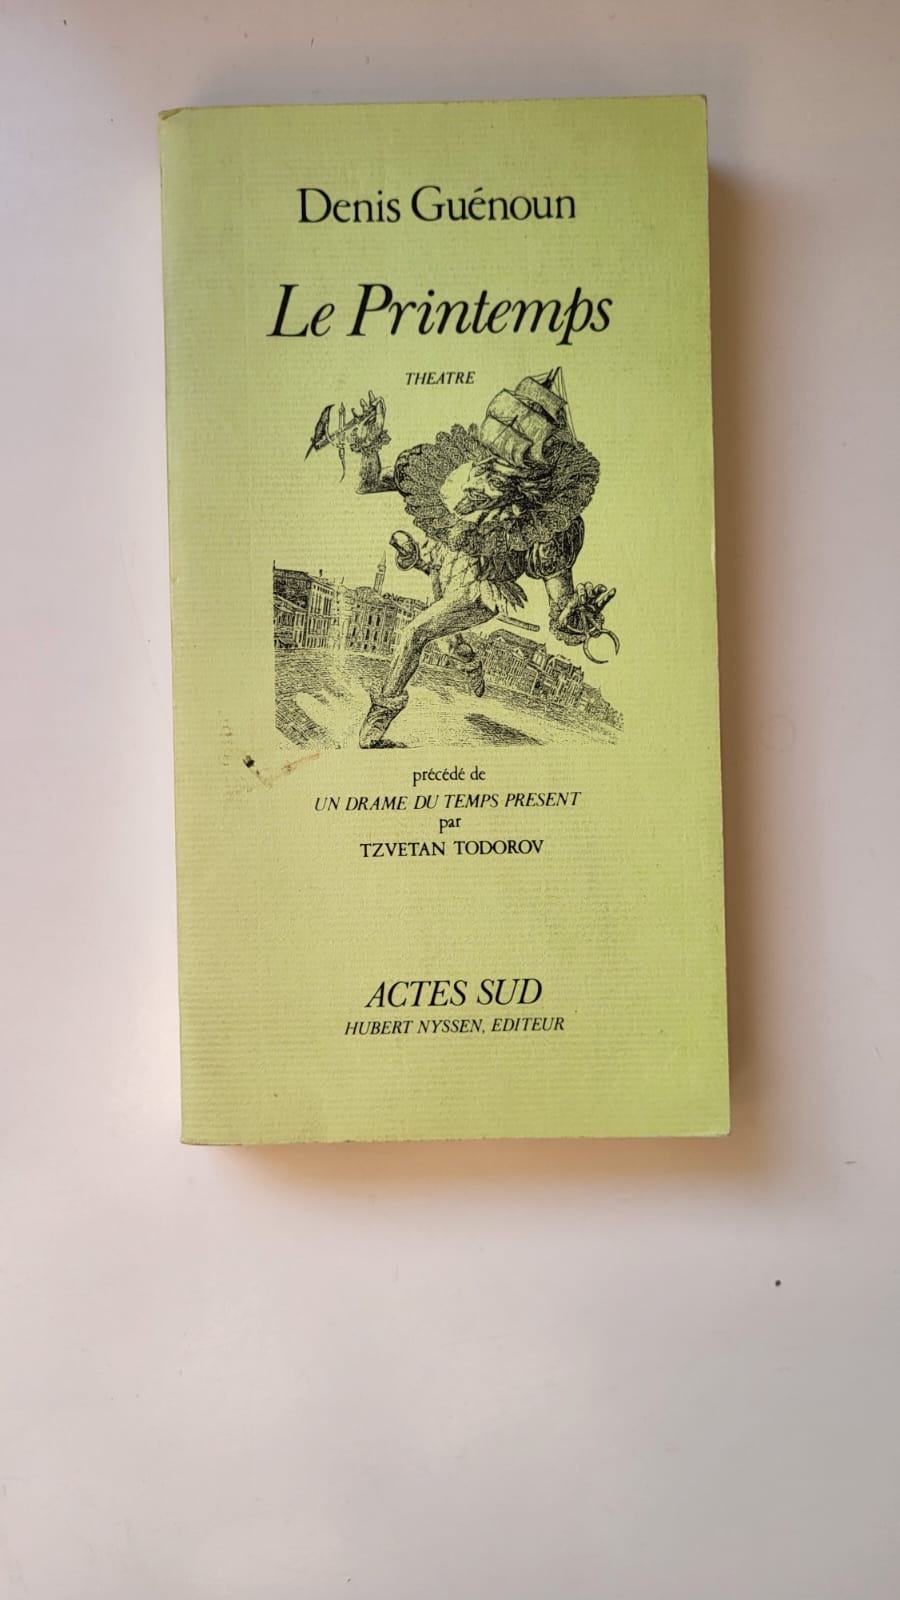 Denis Guénoun
Le Printemps
THEATRE
précédé de
UN DRAME DU TEMPS PRESENT
par
TZVETAN TODOROV
ACTES SUD
HUBERT NYSSEN, EDITEUR